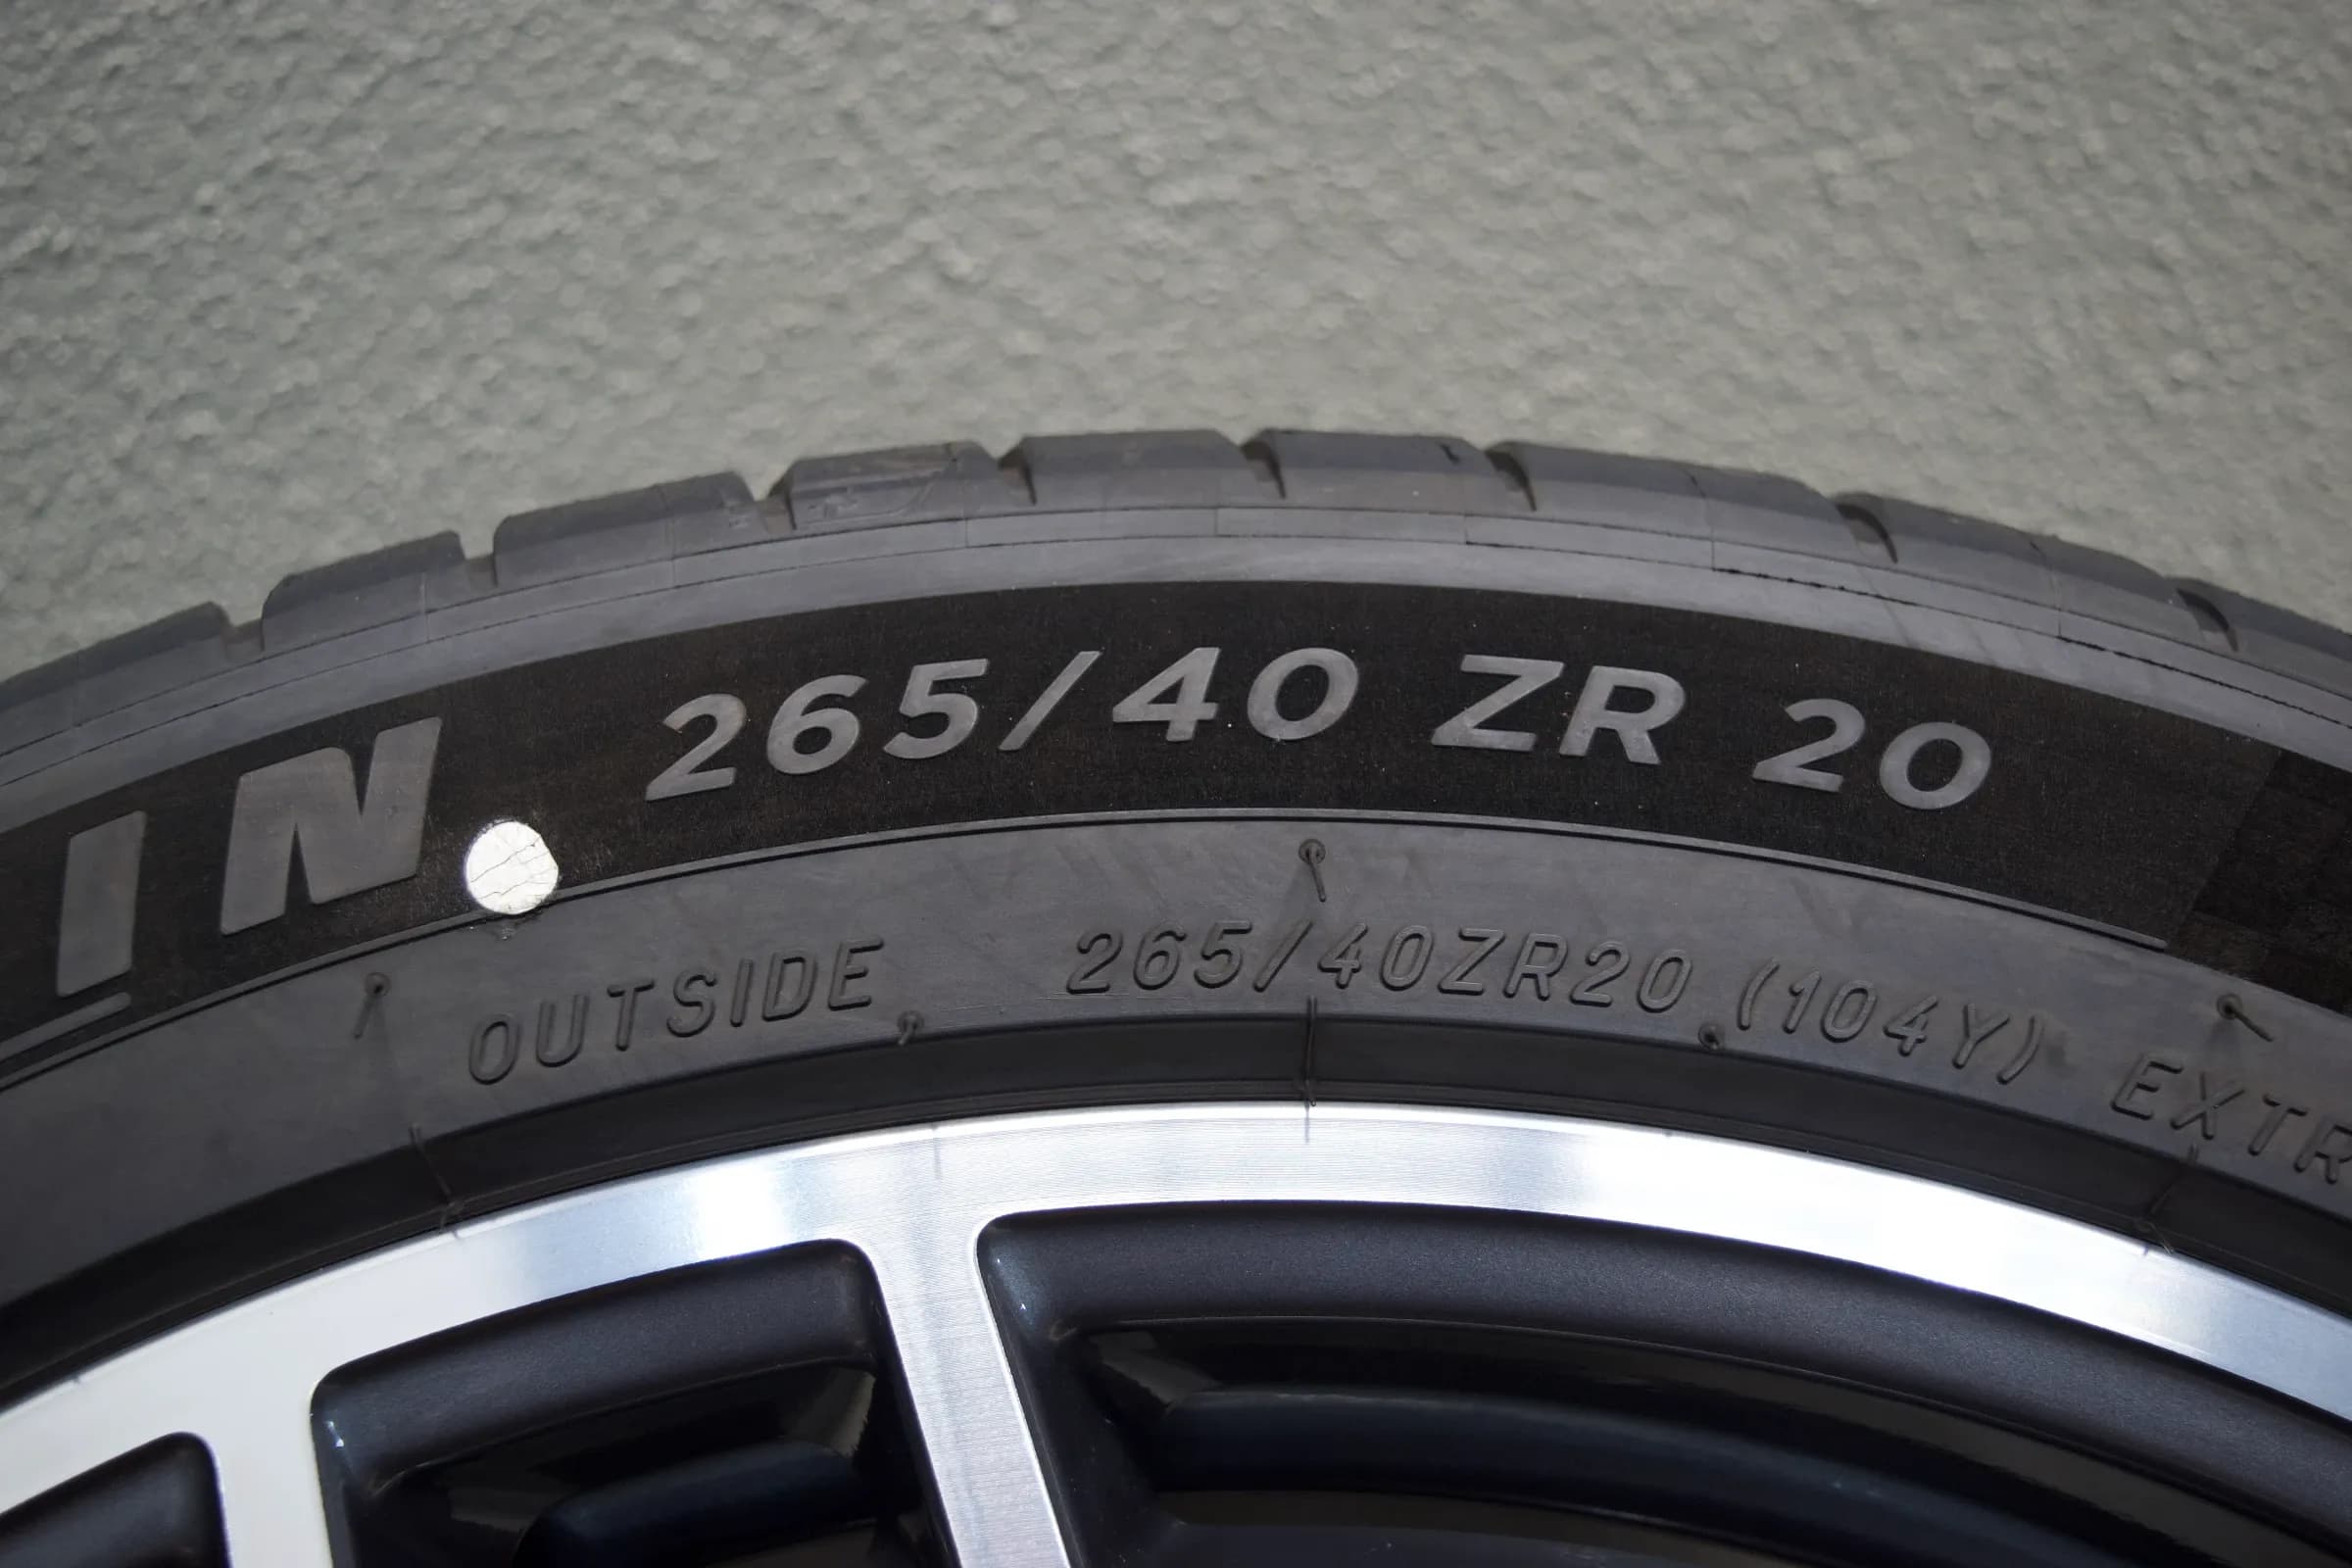 IN 265/40 ZR 20
OUTSIDE 265/40ZR20 (104Y) EXTR